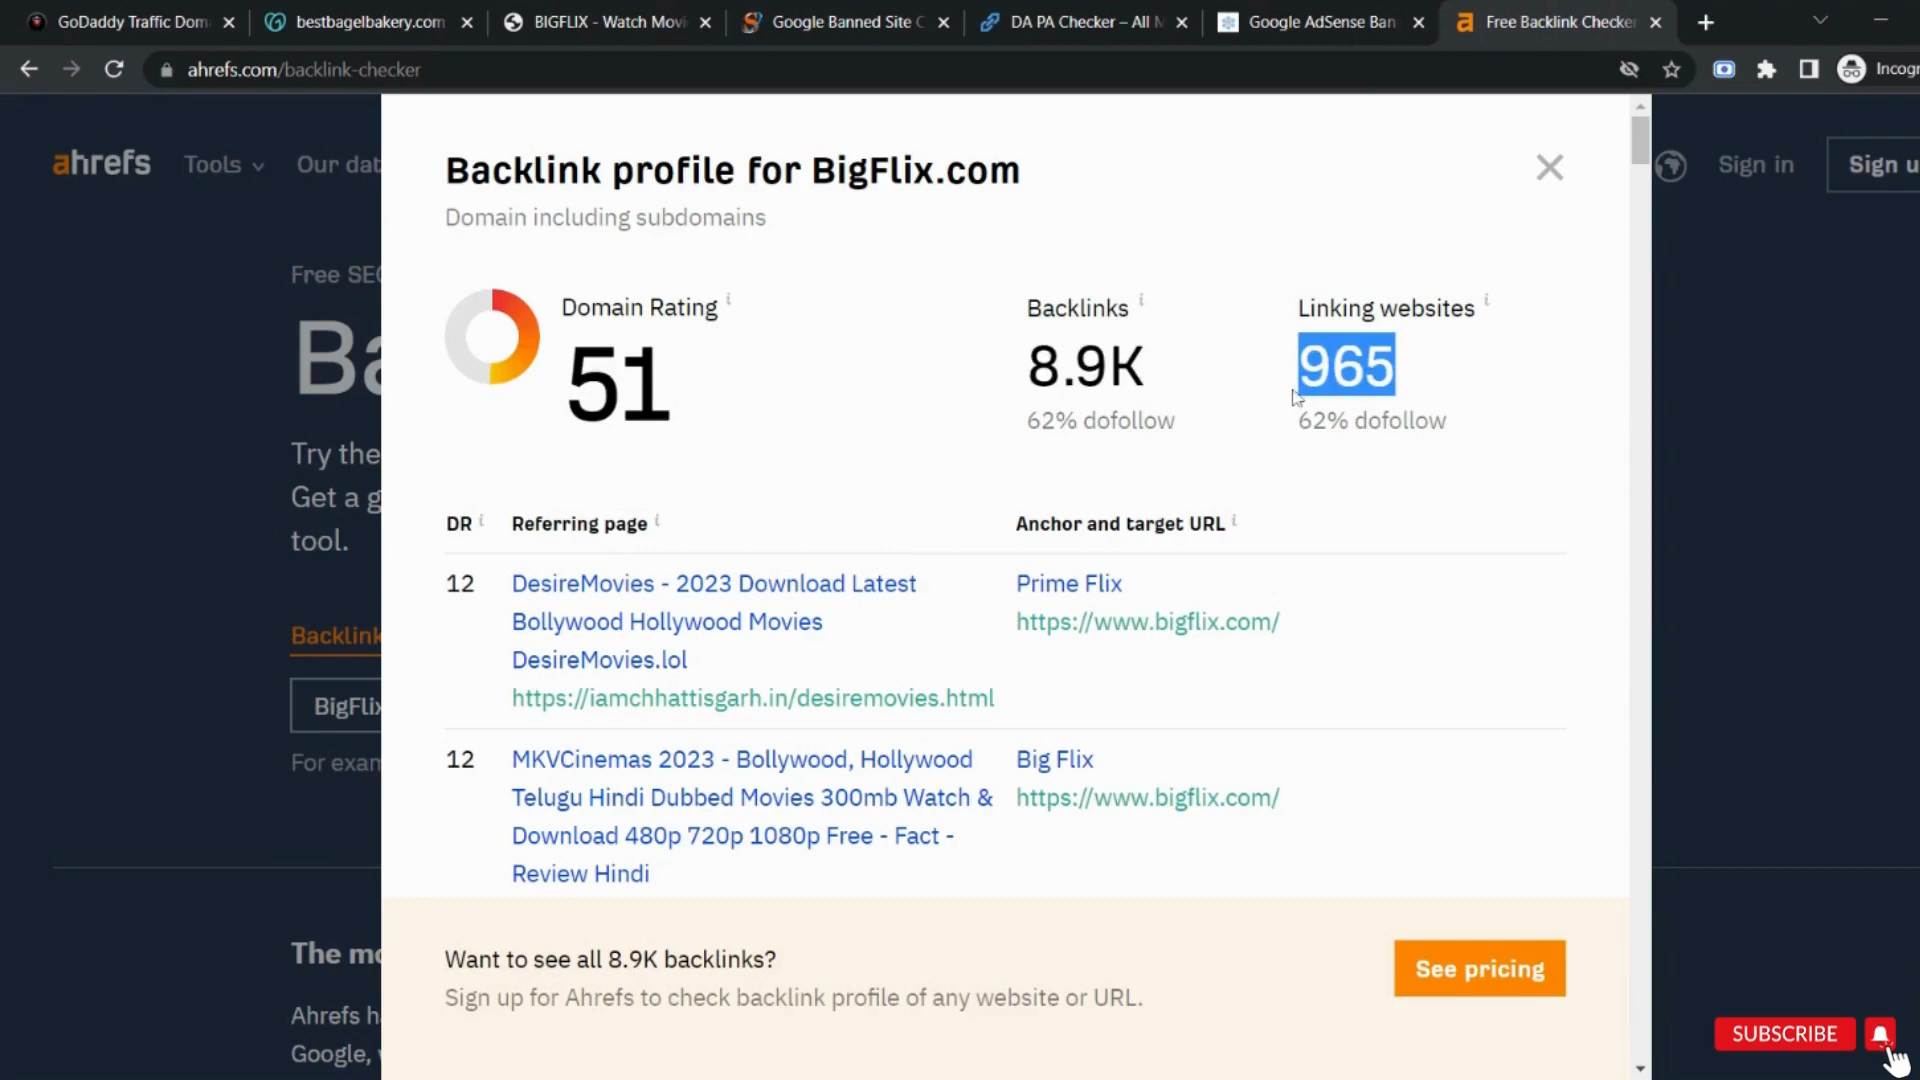 GoDaddy Traffic Dom
bestbagelbakery.com
BIGFLIX - Watch Movi
Google Banned Site C
DA PA Checker – All M
Google AdSense Ban
Free Backlink Checker
ahrefs.com/backlink-checker
Incogn
ahrefs
Tools
Our dat
Sign in
Sign u
Backlink profile for BigFlix.com
Domain including subdomains
Free SEO
Ba
Try the
Get a g
tool.
Backlink
BigFlix
For exam
Domain Rating
51
Backlinks
8.9K
62% dofollow
Linking websites
965
62% dofollow
DR
Referring page
Anchor and target URL
12
DesireMovies - 2023 Download Latest
Bollywood Hollywood Movies
DesireMovies.lol
https://iamchhattisgarh.in/desiremovies.html
Prime Flix
https://www.bigflix.com/
12
MKVCinemas 2023 - Bollywood, Hollywood
Telugu Hindi Dubbed Movies 300mb Watch &
Download 480p 720p 1080p Free - Fact -
Review Hindi
Big Flix
https://www.bigflix.com/
Want to see all 8.9K backlinks?
Sign up for Ahrefs to check backlink profile of any website or URL.
See pricing
The mo
Ahrefs ha
Google, w
SUBSCRIBE